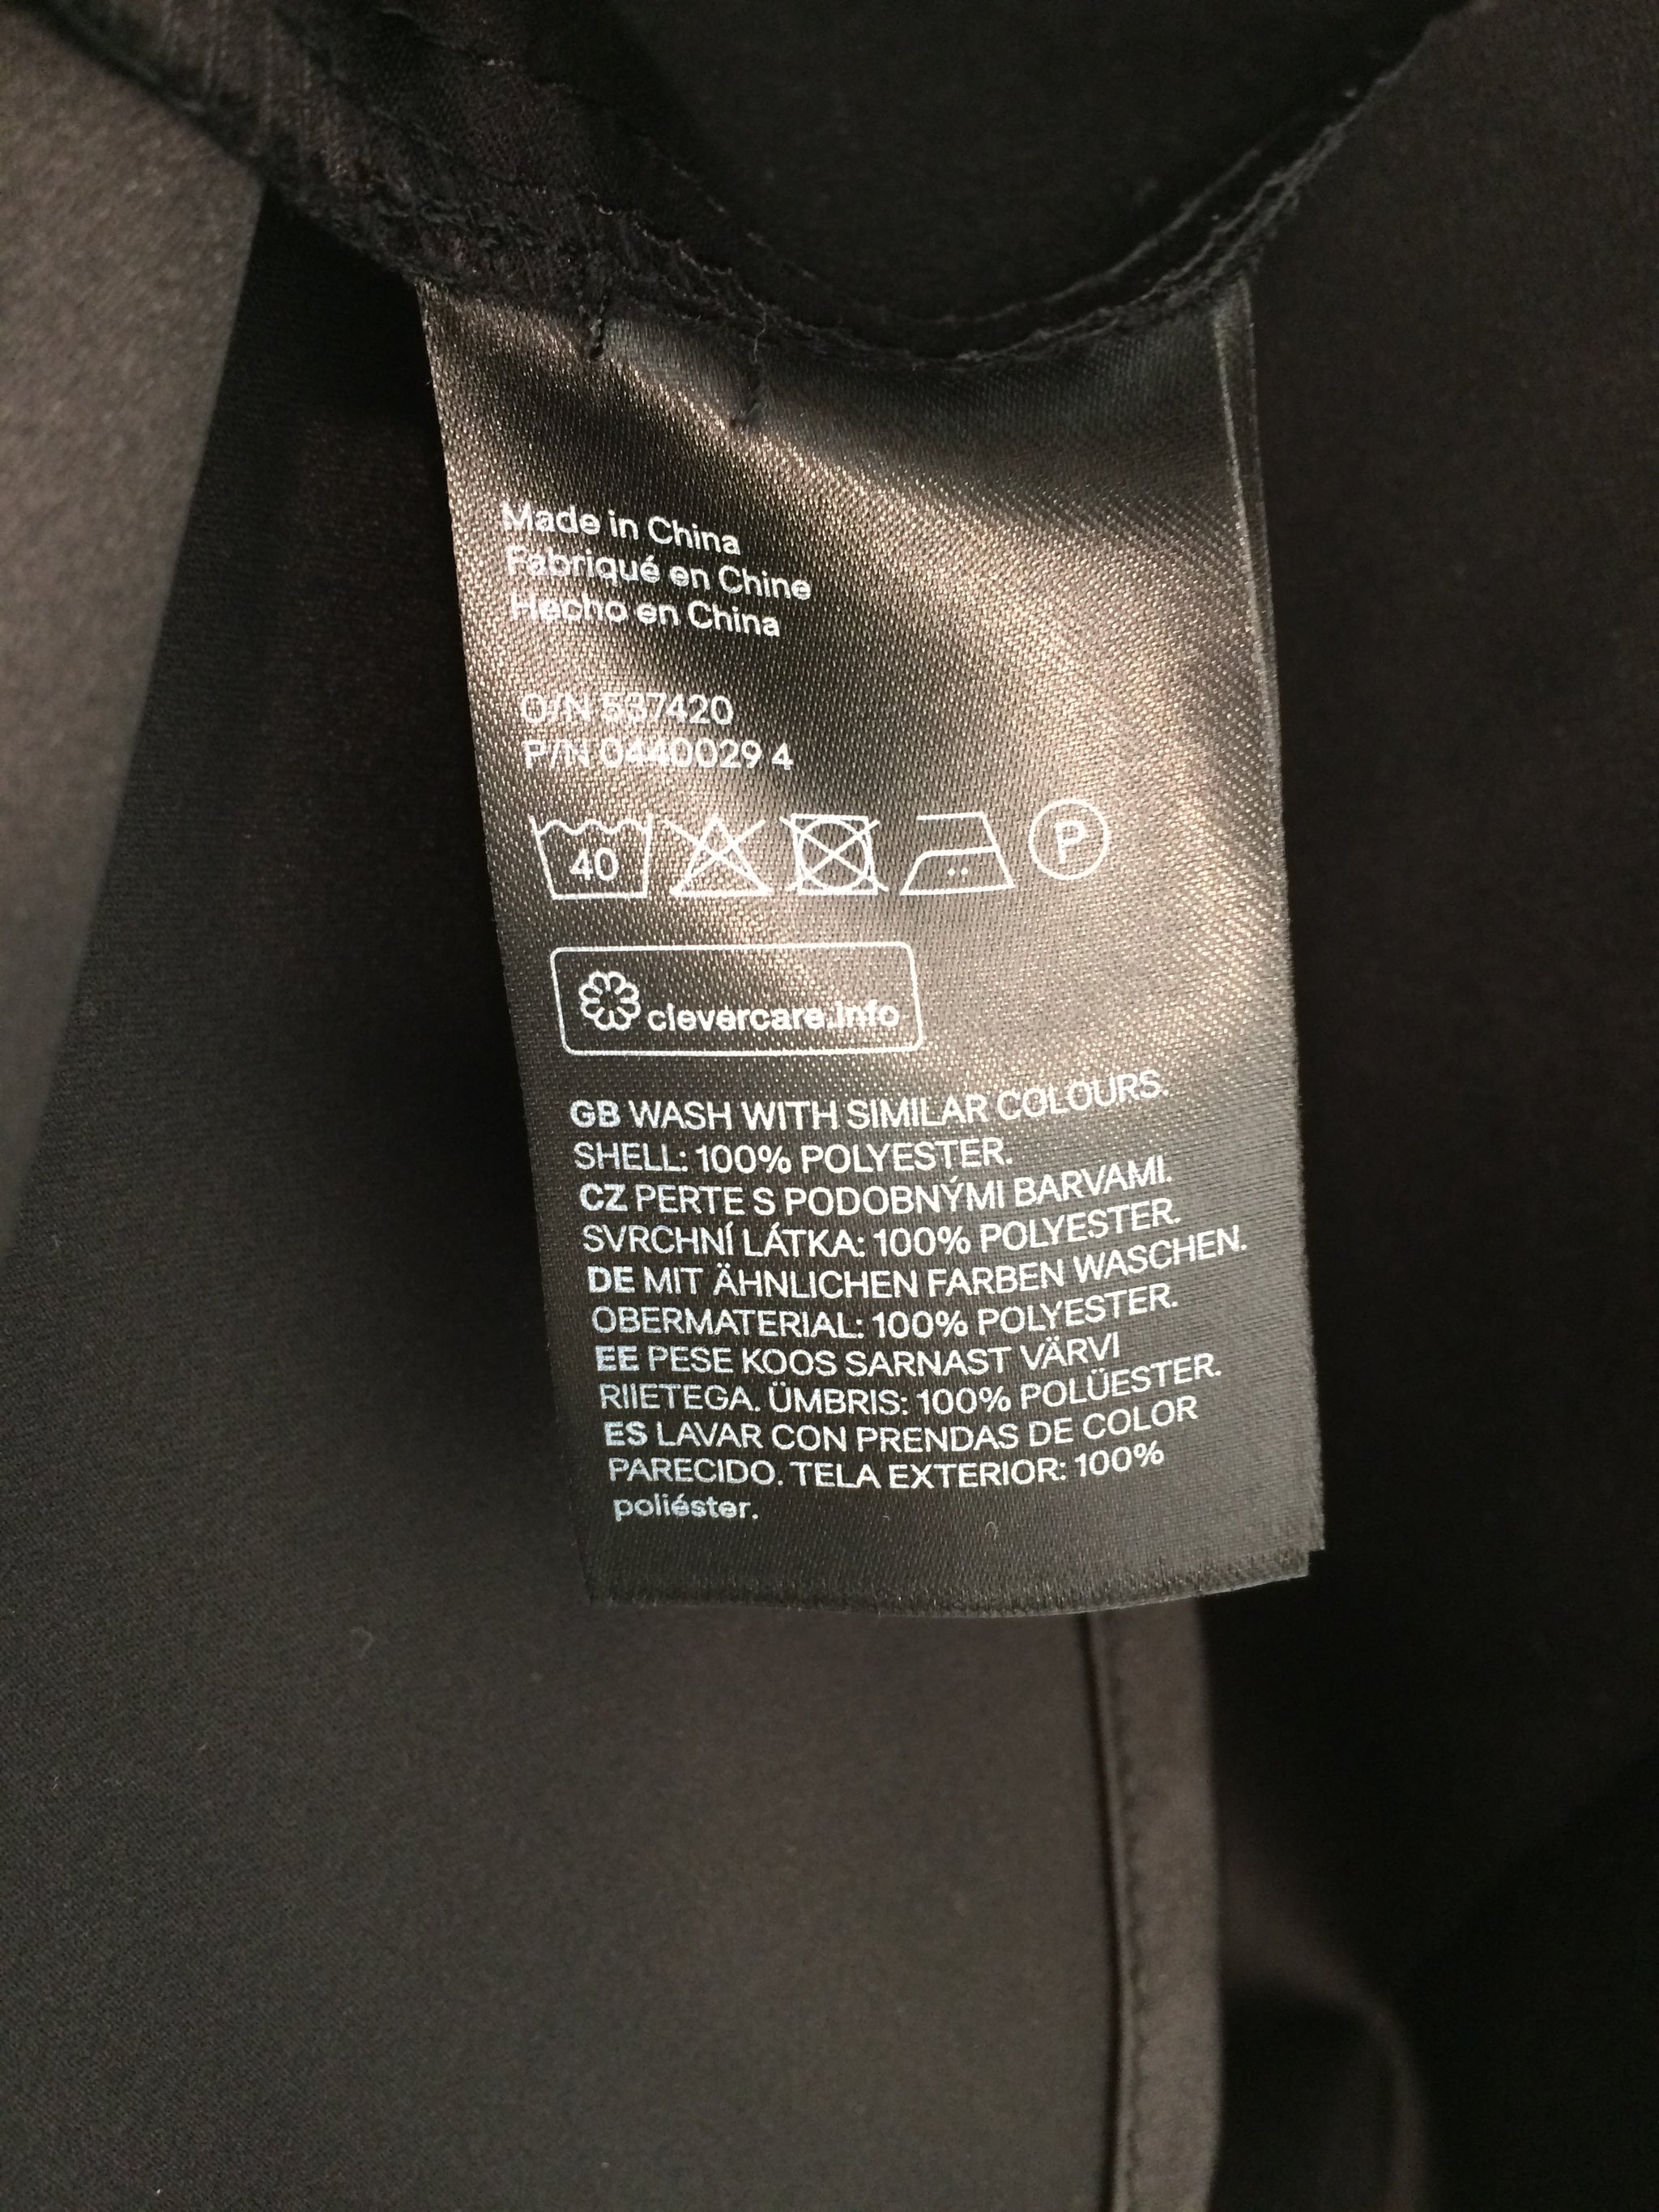 Made in China
Fabriqué en Chine
Hecho en China
O/N 537420
P/N 0440029 4
40 P
clevercare.info
GB WASH WITH SIMILAR COLOURS.
SHELL: 100% POLYESTER.
CZ PERTE S PODOBNÝMI BARVAMI.
SVRCHNÍ LÁTKA: 100% POLYESTER.
DE MIT ÄHNLICHEN FARBEN WASCHEN.
OBERMATERIAL: 100% POLYESTER.
EE PESE KOOS SARNAST VÄRVI
RIIETEGA. ÜMBRIS: 100% POLÜESTER.
ES LAVAR CON PRENDAS DE COLOR
PARECIDO. TELA EXTERIOR: 100%
poliéster.